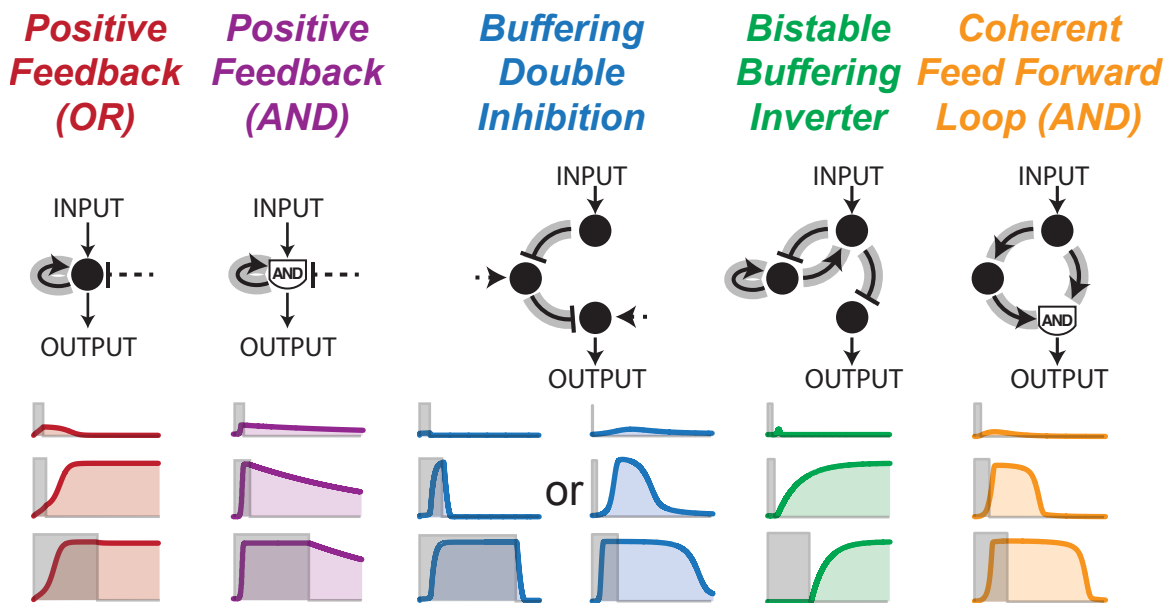 Positive
Feedback
(OR)
Positive
Feedback
(AND)
Buffering
Double
Inhibition
Bistable
Buffering
Inverter
Coherent
Feed Forward
Loop (AND)
INPUT
OUTPUT
INPUT
AND
OUTPUT
INPUT
OUTPUT
INPUT
OUTPUT
INPUT
AND
OUTPUT
or